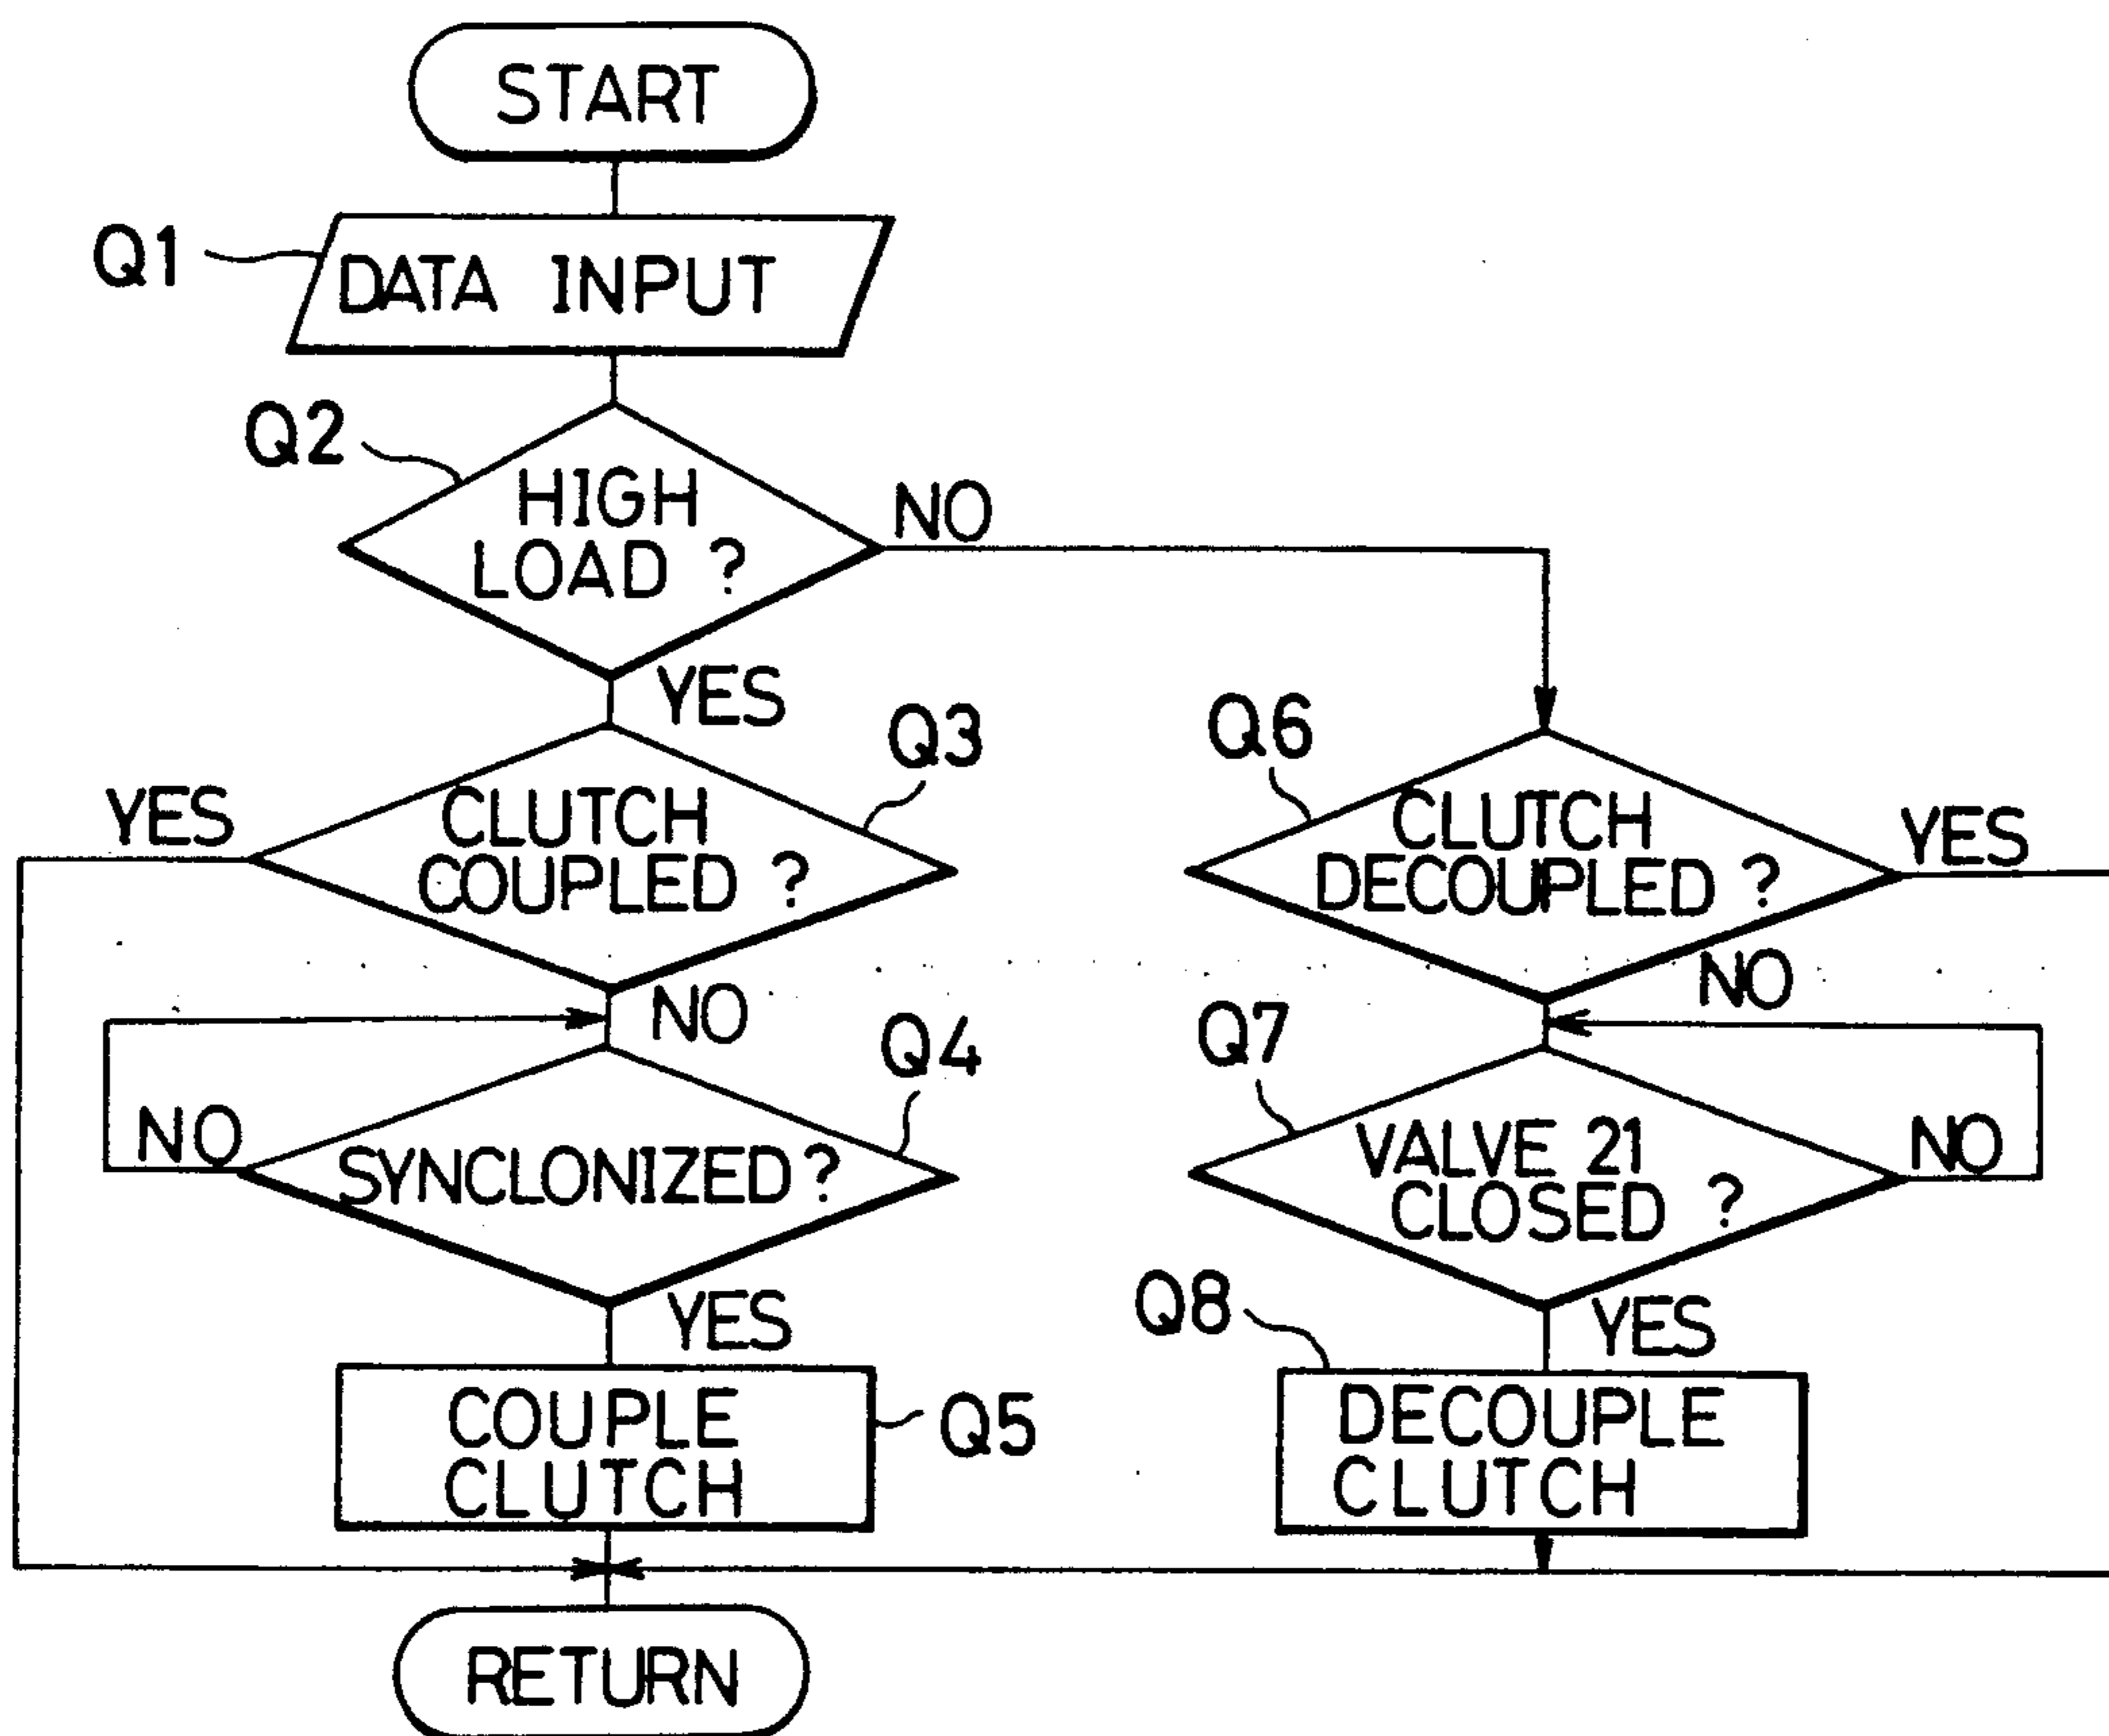 START
Q1
DATA INPUT
Q2
HIGH
LOAD ?
NO
YES
Q3
YES
CLUTCH
COUPLED ?
NO
Q4
NO
SYNCLONIZED ?
YES
COUPLE
CLUTCH
Q5
RETURN
Q6
CLUTCH
DECOUPLED ?
YES
NO
Q7
VALVE 21
CLOSED ?
NO
YES
Q8
DECOUPLE
CLUTCH